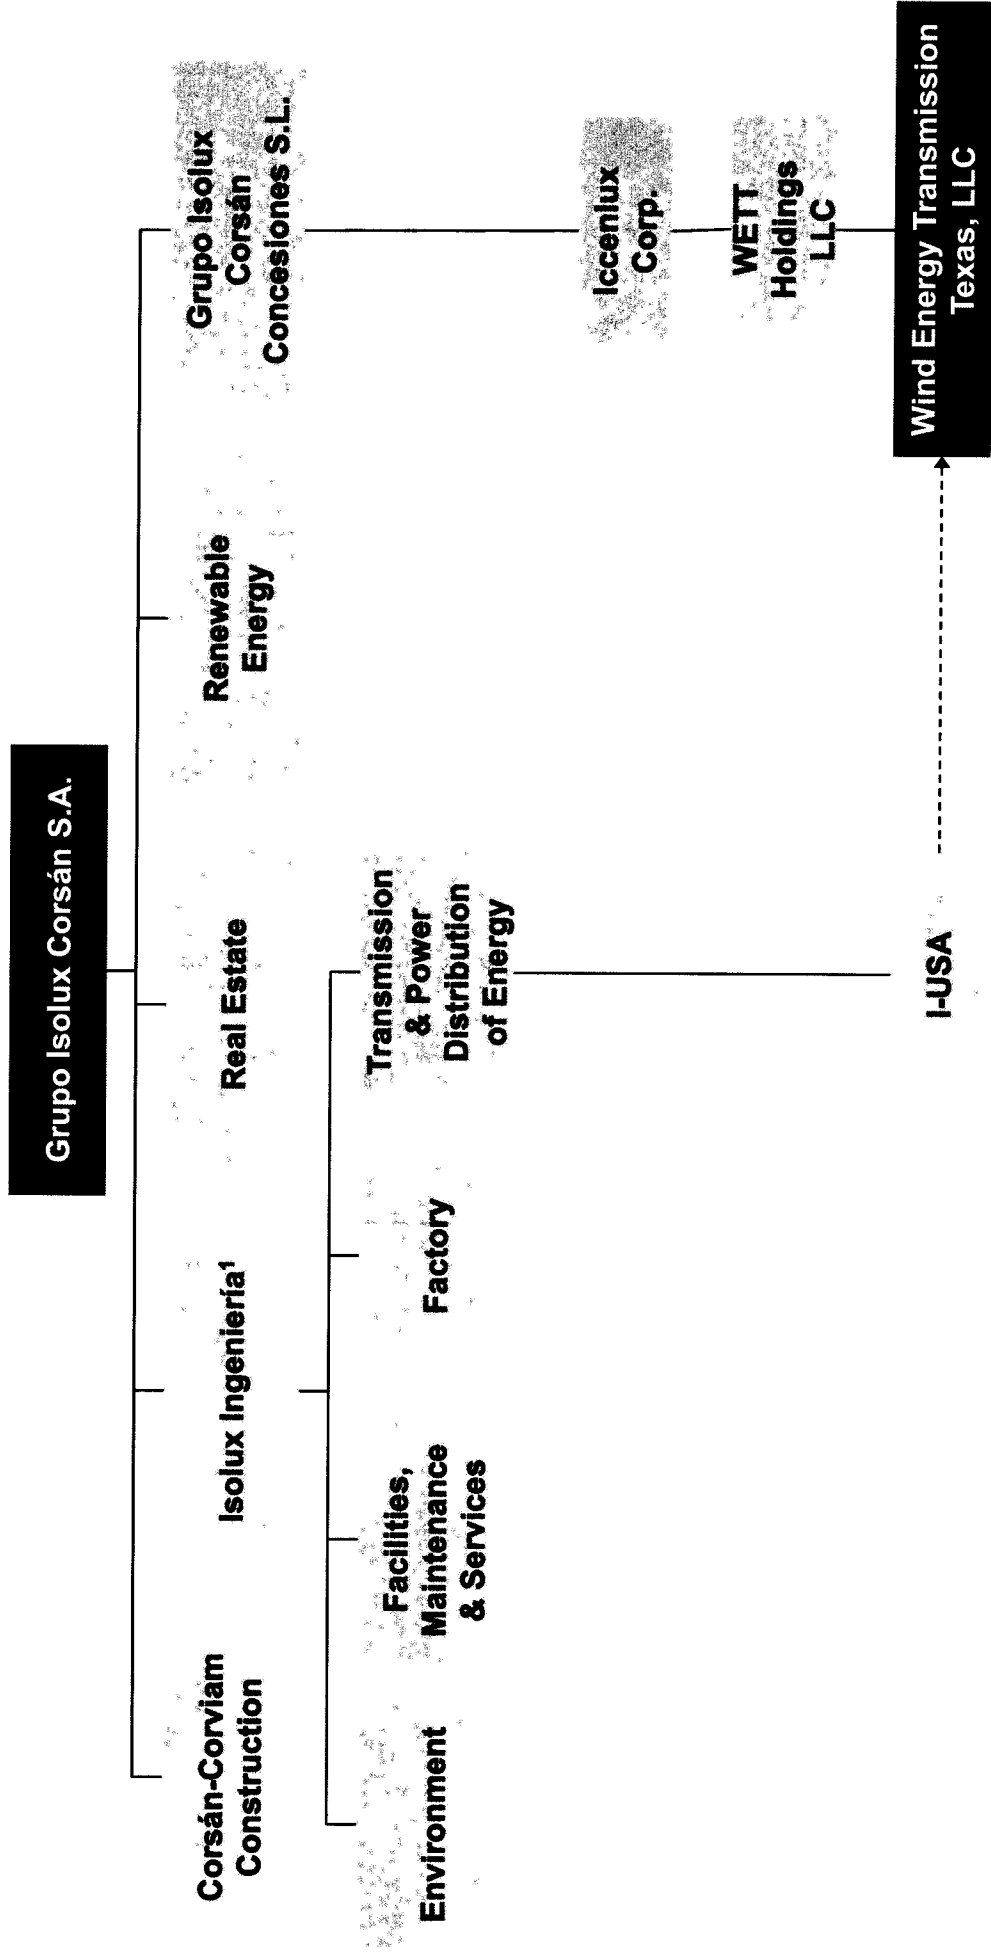 Grupo Isolux Corsán S.A.
Corsán-Corviam
Construction
Isolux Ingeniería¹
Real Estate
Renewable
Energy
Grupo Isolux
Corsán
Concesiones S.L.
Environment
Facilities,
Maintenance
& Services
Factory
Transmission
& Power
Distribution
of Energy
Iccenlux
Corp.
WETT
Holdings
LLC
I-USA
Wind Energy Transmission
Texas, LLC